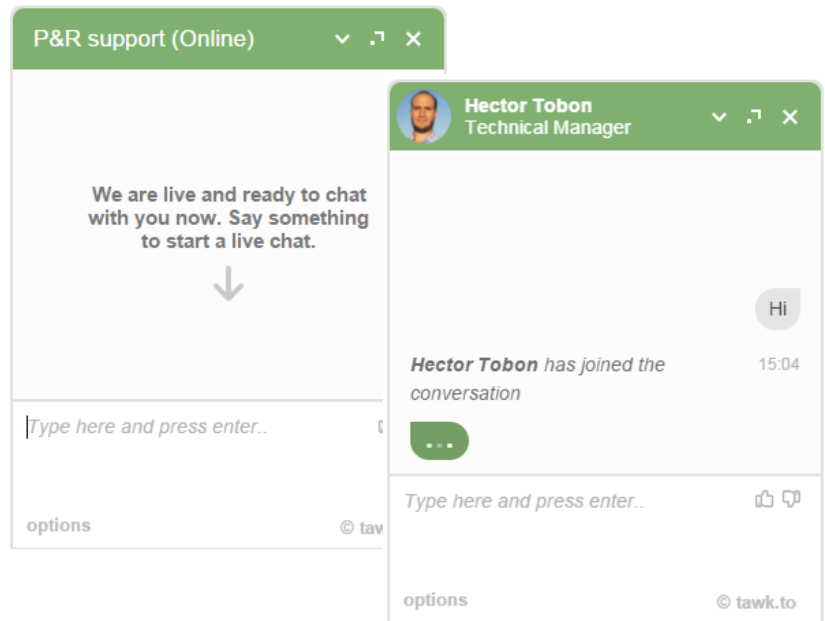 P&R support (Online)
We are live and ready to chat
with you now. Say something
to start a live chat.
Type here and press enter..
options
© taw
Hector Tobon
Technical Manager
Hi
Hector Tobon has joined the
15:04
conversation
...
Type here and press enter..
options
© tawk.to